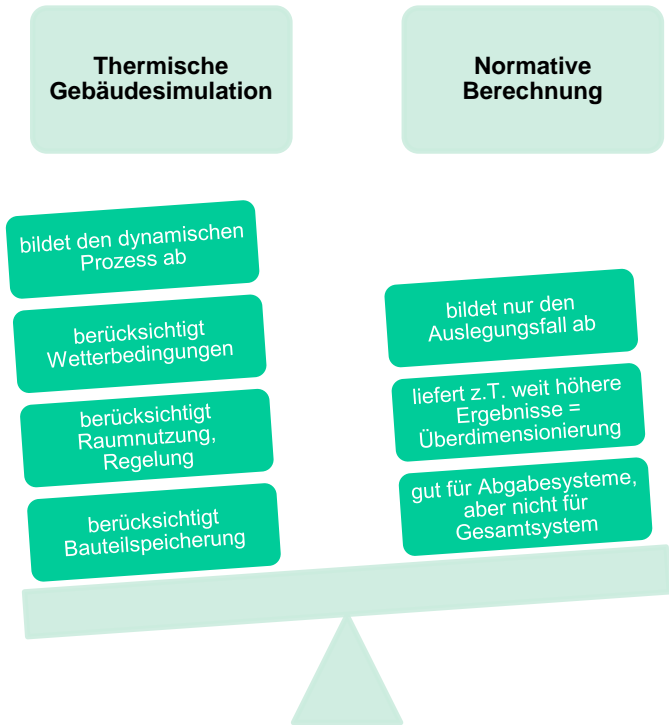 Thermische
Gebäudesimulation
Normative
Berechnung
bildet den dynamischen
Prozess ab
berücksichtigt
Wetterbedingungen
berücksichtigt
Raumnutzung,
Regelung
berücksichtigt
Bauteilspeicherung
bildet nur den
Auslegungsfall ab
liefert z.T. weit höhere
Ergebnisse =
Überdimensionierung
gut für Abgabesysteme,
aber nicht für
Gesamtsystem